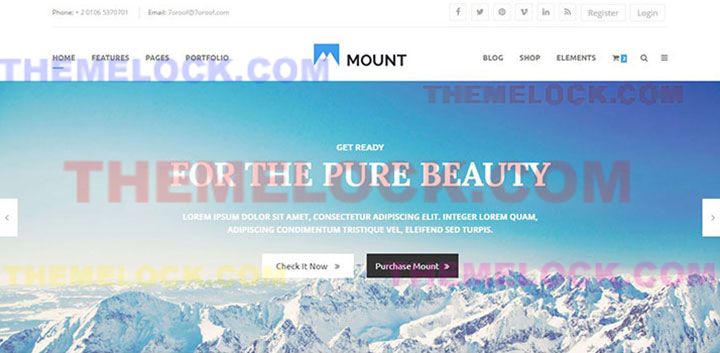 Phone: + 2 0106 5370701 Email: 7oroof@7oroof.com Register Login
HOME FEATURES PAGES PORTFOLIO MOUNT BLOG SHOP ELEMENTS
THEMELOCK.COM
THEMELOCK.COM
GET READY
FOR THE PURE BEAUTY
THEMELOCK.COM
LOREM IPSUM DOLOR SIT AMET, CONSECTETUR ADIPISCING ELIT. INTEGER LOREM QUAM,
ADIPISCING CONDIMENTUM TRISTIQUE VEL, ELEIFEND SED TURPIS.
Check It Now » Purchase Mount »
THEMELOCK.COM THEMELOCK.COM